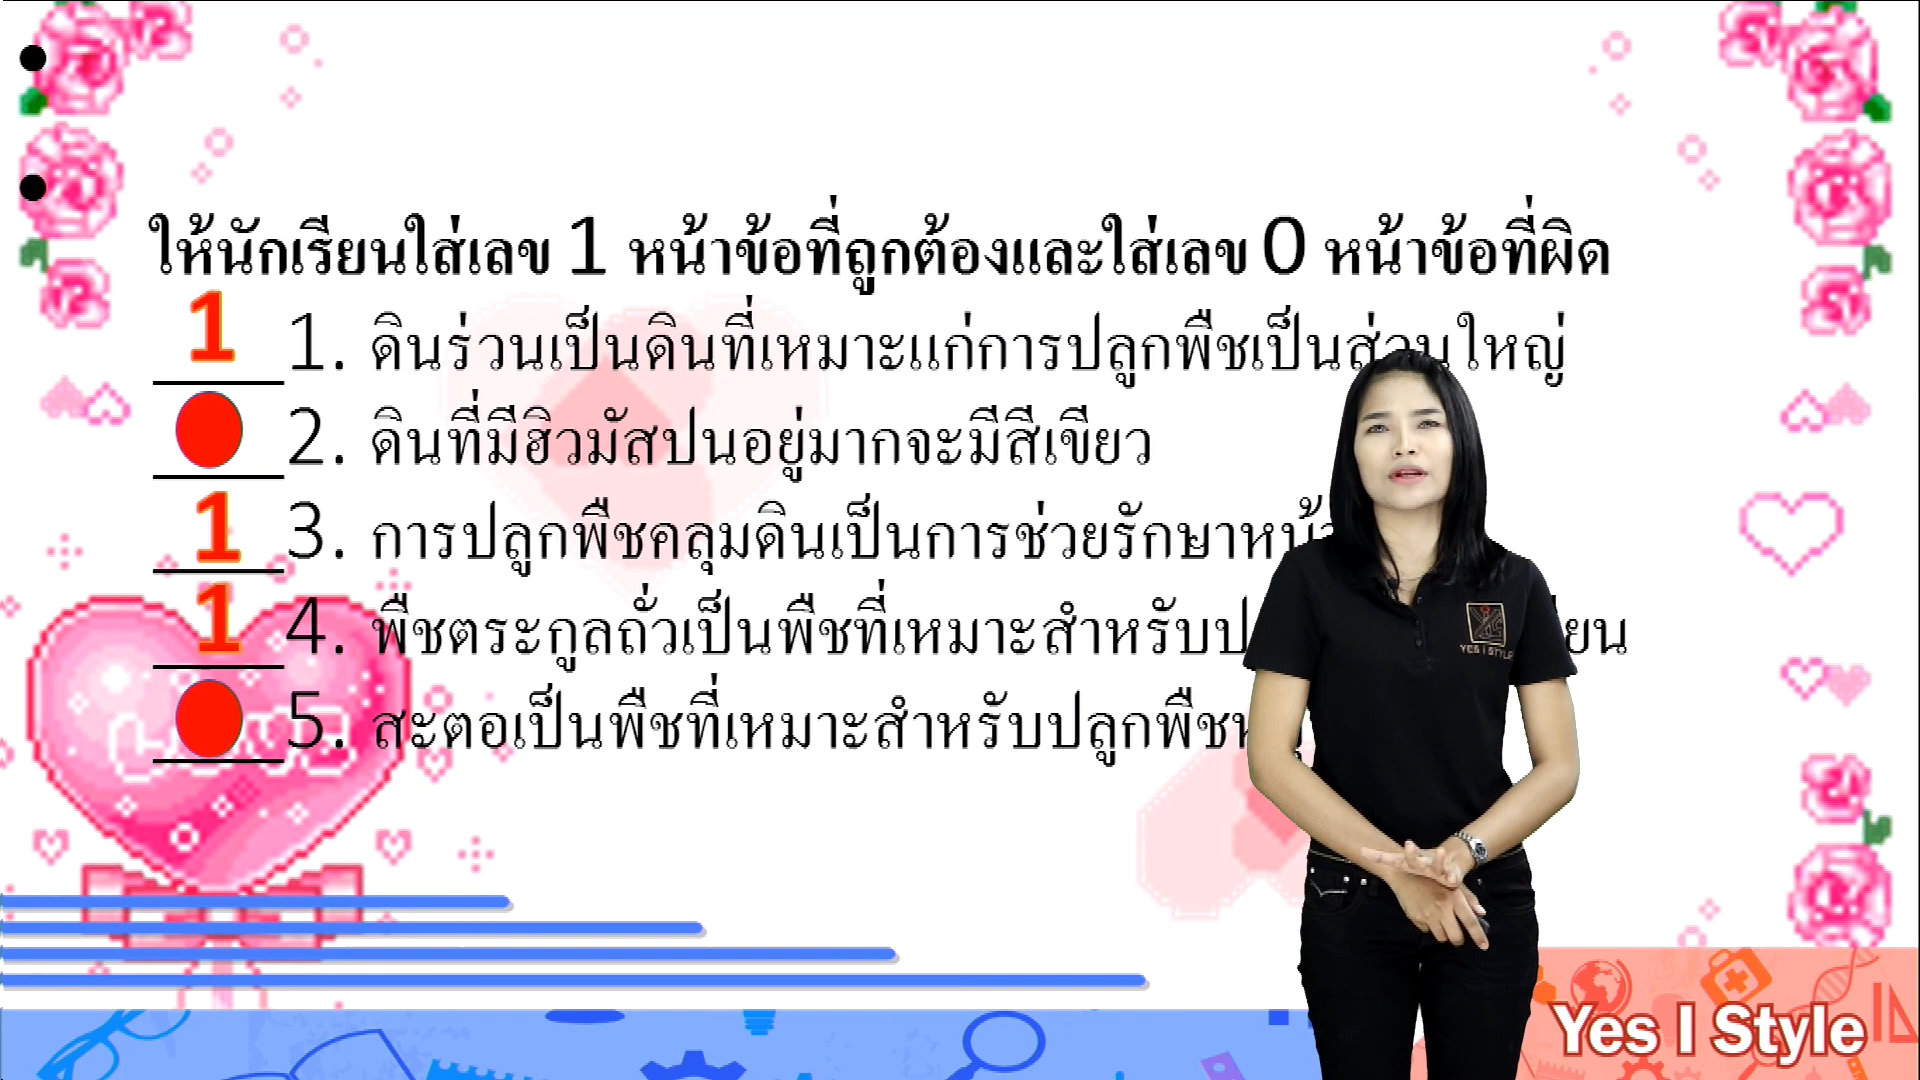 ให้นักเรียนใส่เลข 1 หน้าข้อที่ถูกต้องและใส่เลข 0 หน้าข้อที่ผิด
1 1. ดินร่วนเป็นดินที่เหมาะแก่การปลูกพืชเป็นส่วนใหญ่
2. ดินที่มีฮิวมัสปนอยู่มากจะมีสีเขียว
1 3. การปลูกพืชคลุมดินเป็นการช่วยรักษาหน้า
1 4. พืชตระกูลถั่วเป็นพืชที่เหมาะสำหรับ
5. สะตอเป็นพืชที่เหมาะสำหรับปลูกพืช
YES I STYLE
Yes I Style